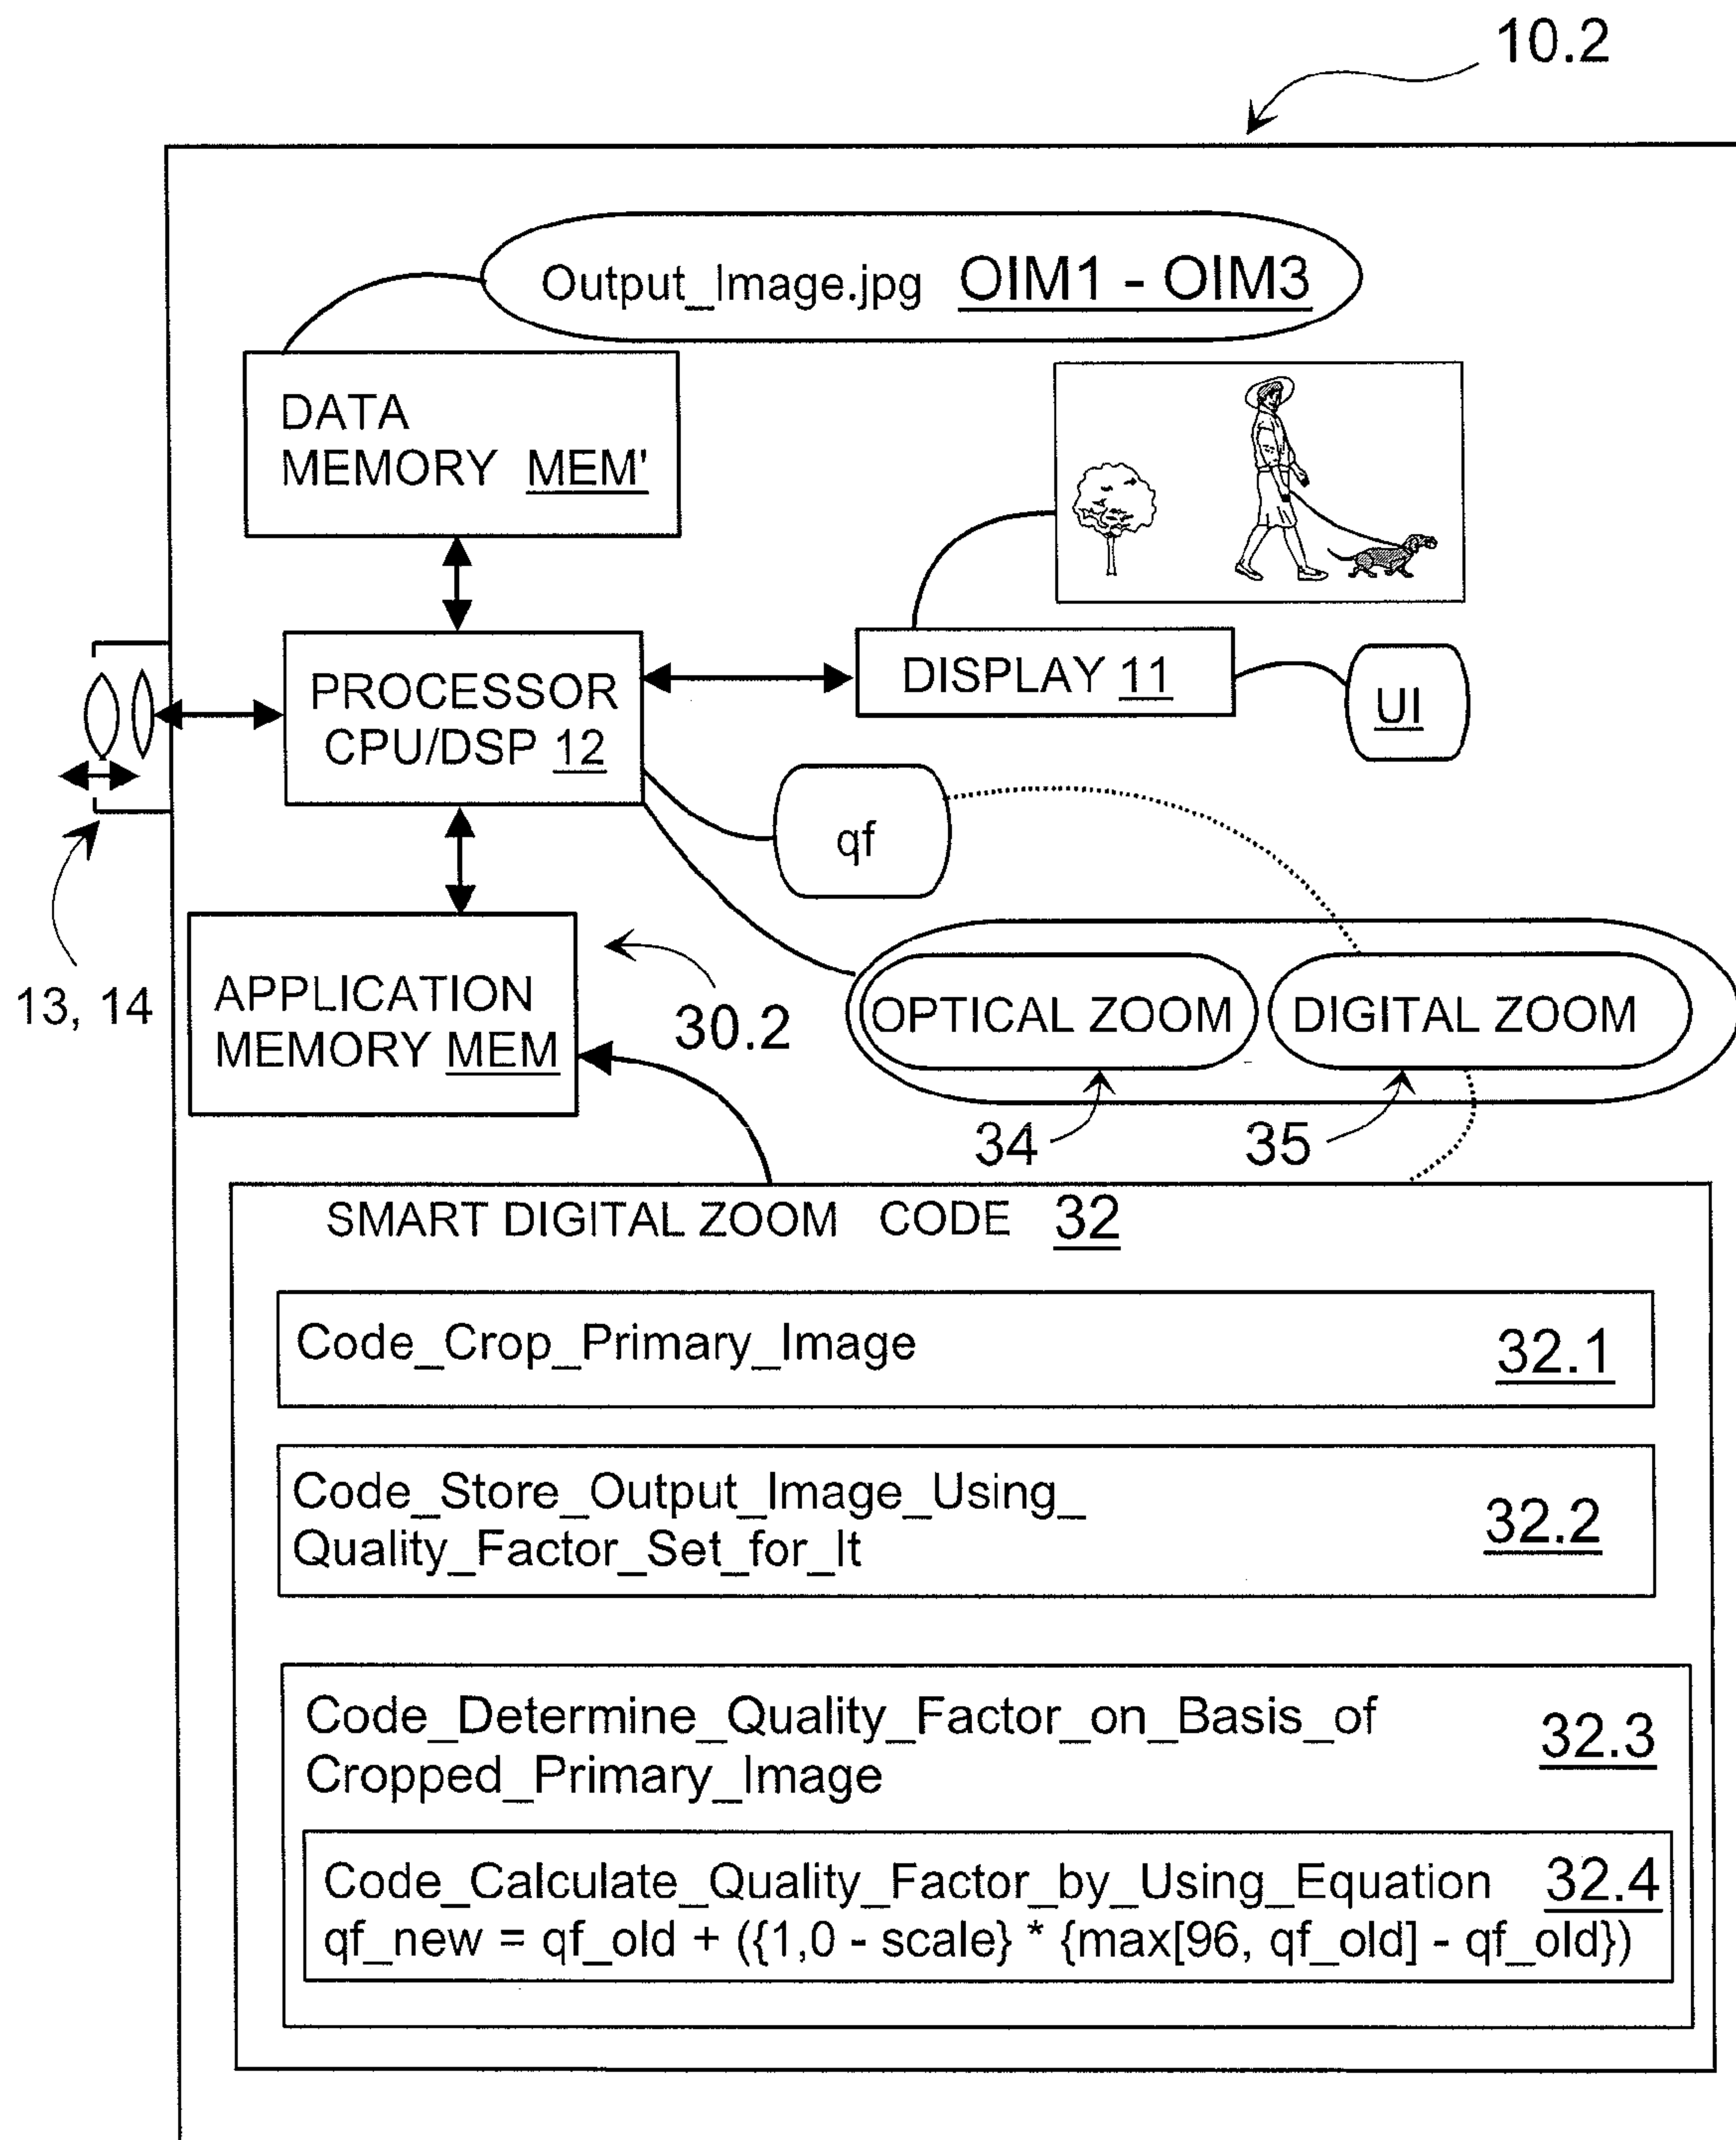 10.2
Output_Image.jpg OIM1 - OIM3
DATA
MEMORY MEM'
PROCESSOR
CPU/DSP 12
DISPLAY 11
UI
qf
13, 14
APPLICATION
MEMORY MEM
30.2
OPTICAL ZOOM
DIGITAL ZOOM
34
35
SMART DIGITAL ZOOM CODE 32
Code_Crop_Primary_Image 32.1
Code_Store_Output_Image_Using_
Quality_Factor_Set_for_It 32.2
Code_Determine_Quality_Factor_on_Basis_of
Cropped_Primary_Image 32.3
Code_Calculate_Quality_Factor_by_Using_Equation 32.4
qf_new = qf_old + ({1,0 - scale} * {max[96, qf_old] - qf_old})